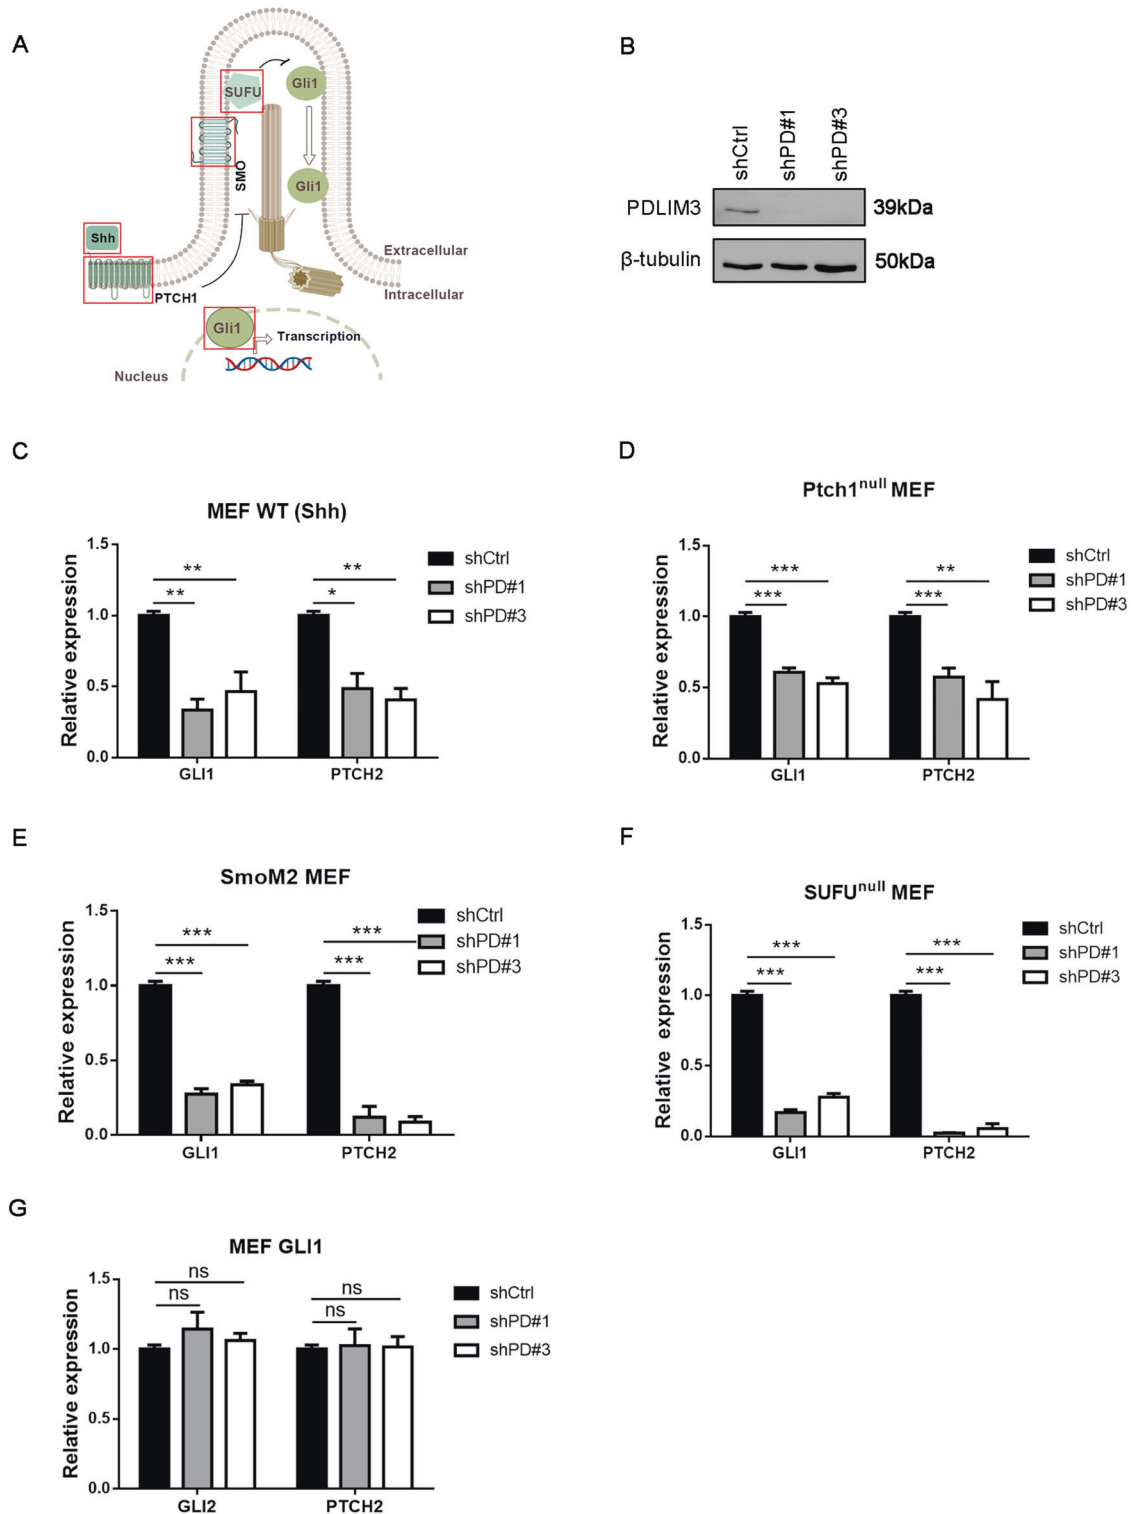 A
SUFU
Gli1
SMO
Gli1
Shh
PTCH1
Extracellular
Intracellular
Gli1
Transcription
Nucleus
B
shCtrl
shPD#1
shPD#3
PDLIM3
39kDa
β-tubulin
50kDa
C
MEF WT (Shh)
Relative expression
1.5
1.0
0.5
0.0
** ** * **
GLI1 PTCH2
shCtrl
shPD#1
shPD#3
D
Ptch1null MEF
Relative expression
1.5
1.0
0.5
0.0
*** *** *** **
GLI1 PTCH2
shCtrl
shPD#1
shPD#3
E
SmoM2 MEF
Relative expression
1.5
1.0
0.5
0.0
*** *** *** ***
GLI1 PTCH2
shCtrl
shPD#1
shPD#3
F
SUFUnull MEF
Relative expression
1.5
1.0
0.5
0.0
*** *** *** ***
GLI1 PTCH2
shCtrl
shPD#1
shPD#3
G
MEF GLI1
Relative expression
1.5
1.0
0.5
0.0
ns ns ns ns
GLI2 PTCH2
shCtrl
shPD#1
shPD#3